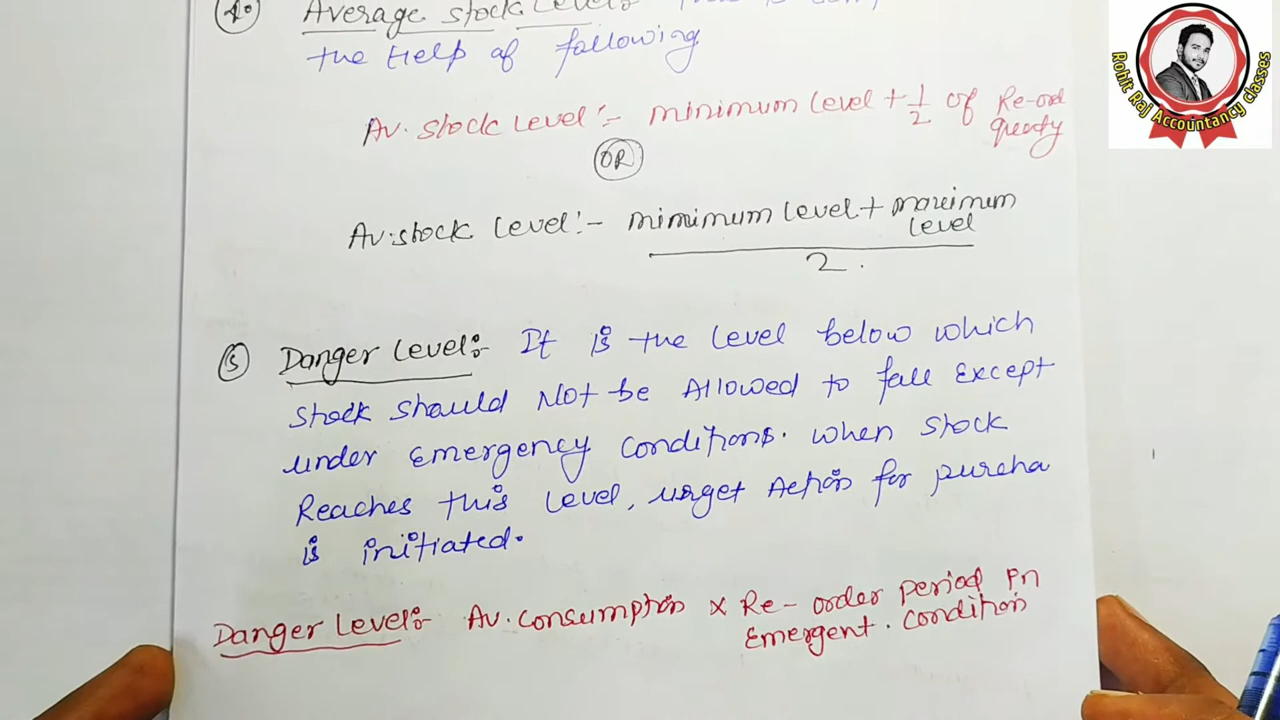 40 Average stock Level:-
the Help of following
Av. stock Level:- minimum level + 1/2 of Re-ord
OR
Av. stock Level:- minimum level + maximum
level
2.
5 Danger Level:- It is the level below which
stock should Not be Allowed to fall Except
under Emergency conditions. when stock
Reaches this level, urget Action for purcha
is initiated.
Danger Level:- Av. consumption x Re-order period in
Emergent. condition
Rohit Raj Accountancy classes